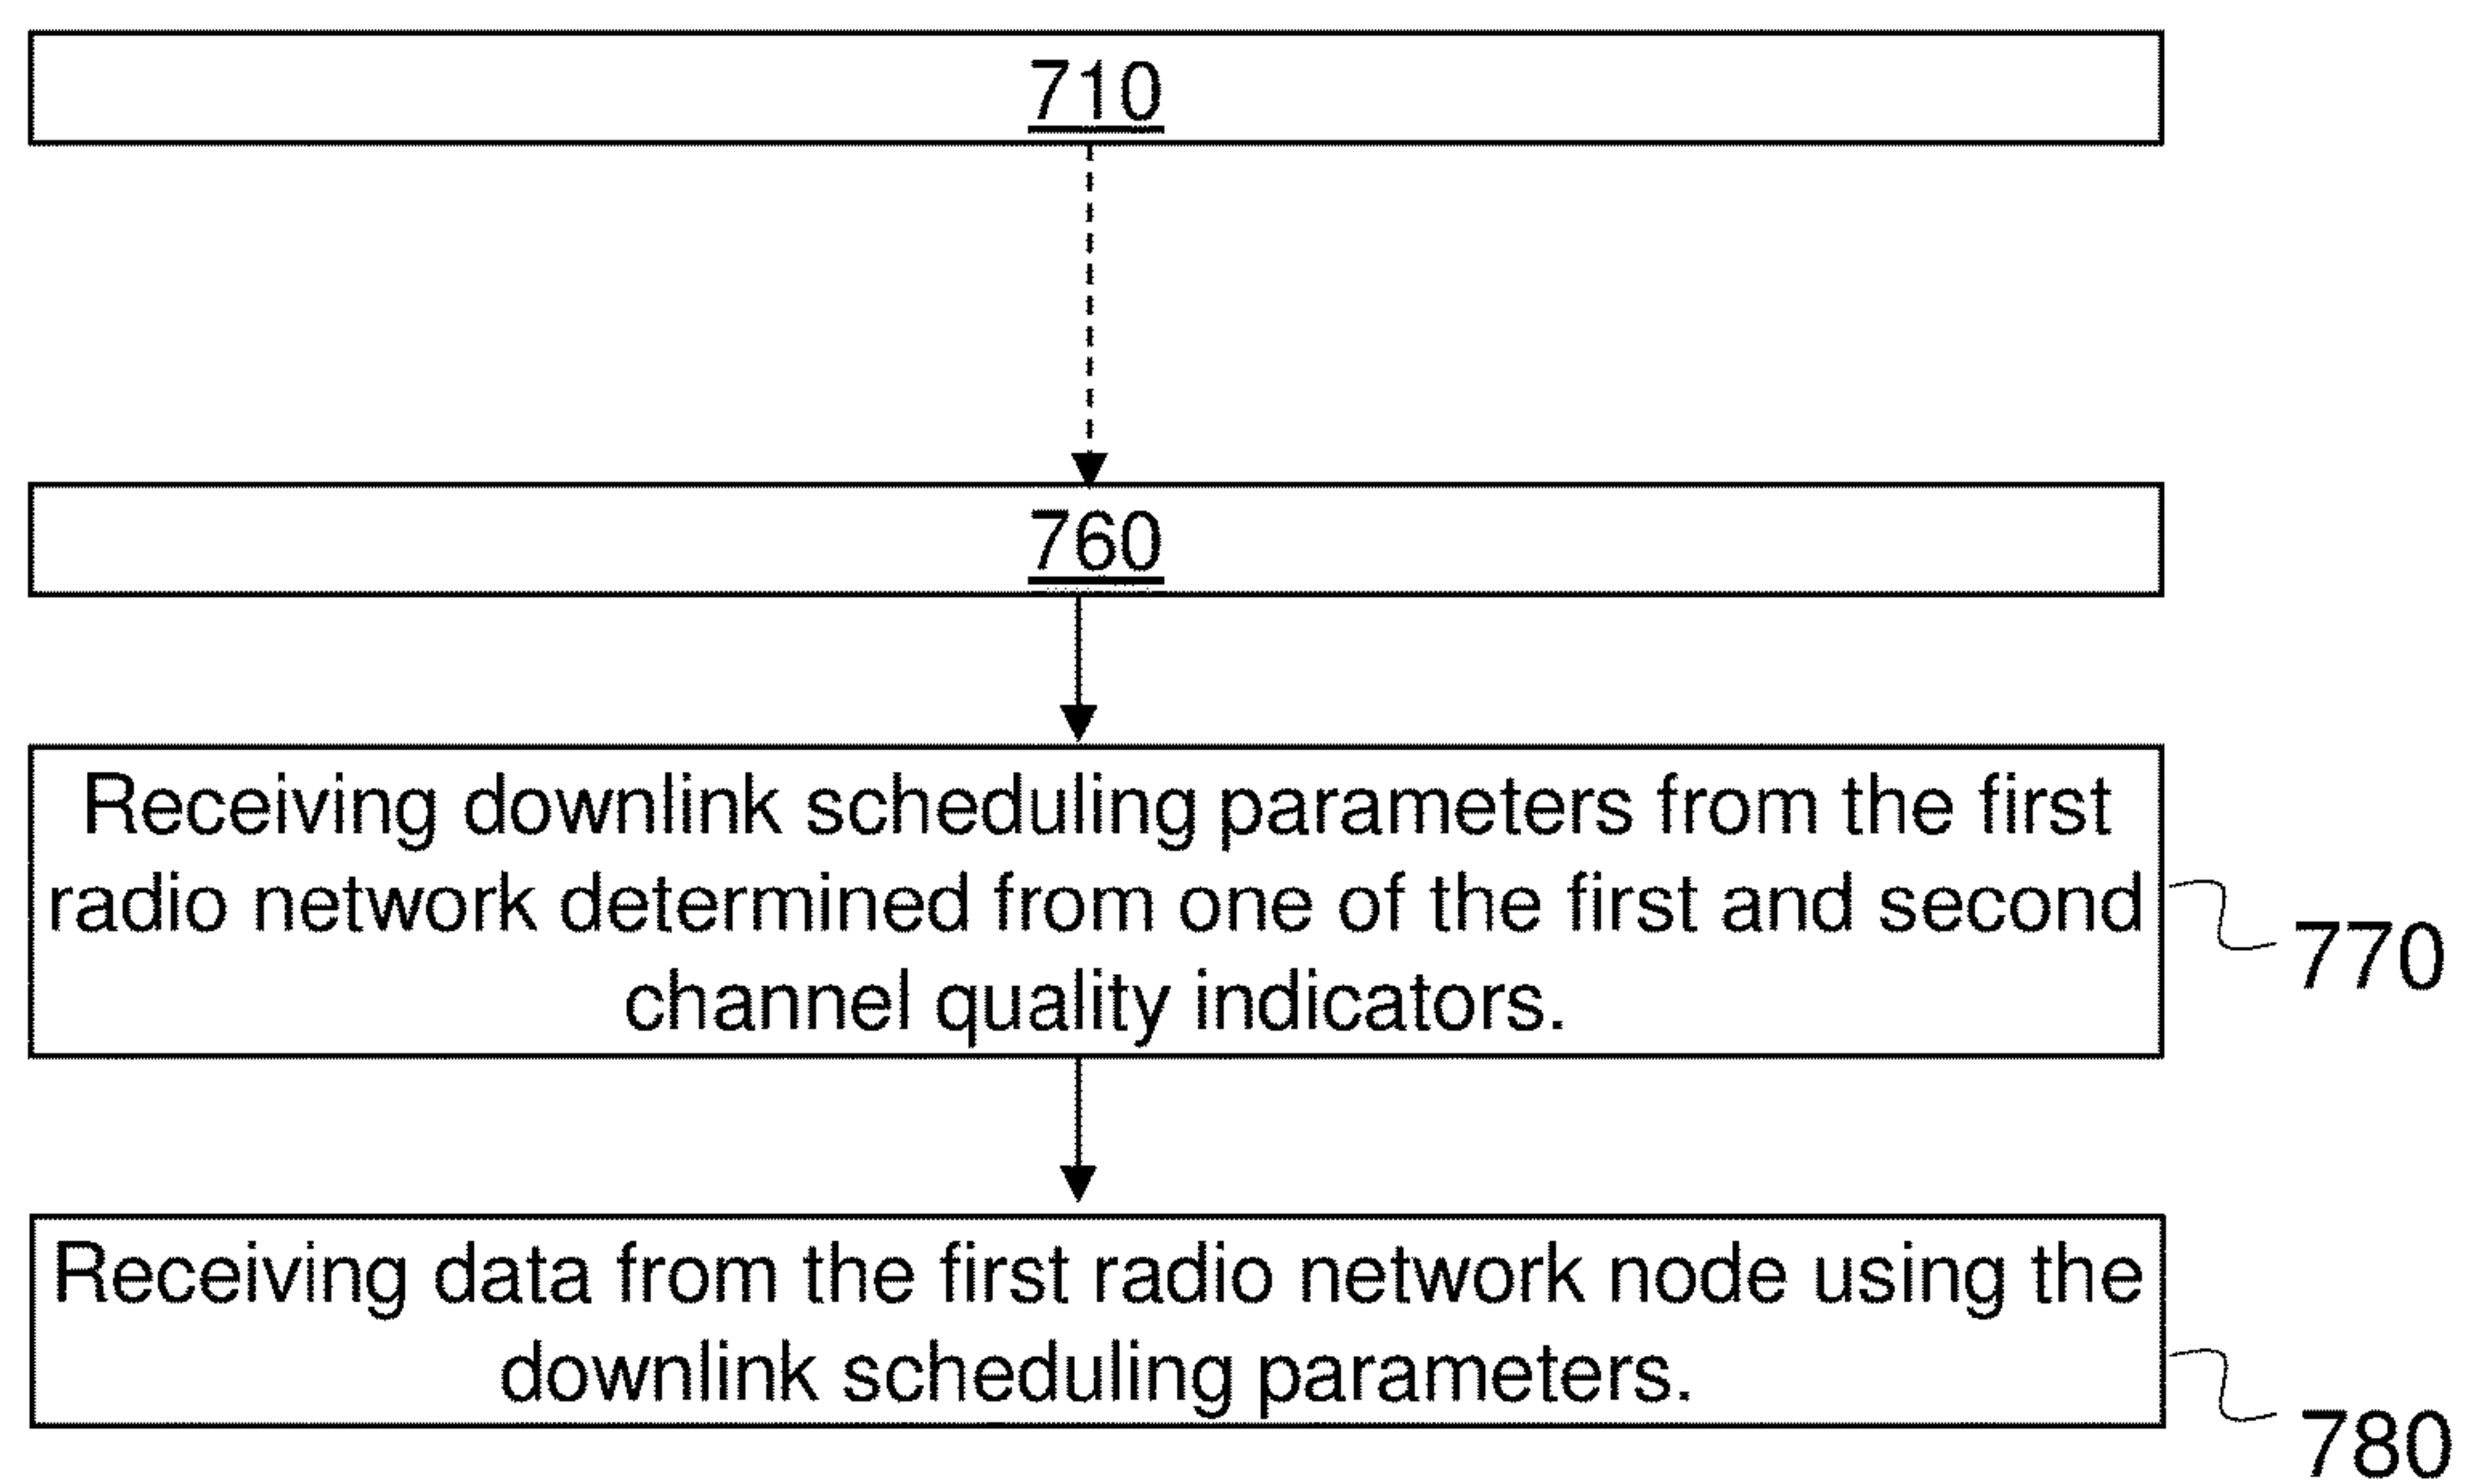 710
760
Receiving downlink scheduling parameters from the first
radio network determined from one of the first and second
channel quality indicators.
770
Receiving data from the first radio network node using the
downlink scheduling parameters.
780